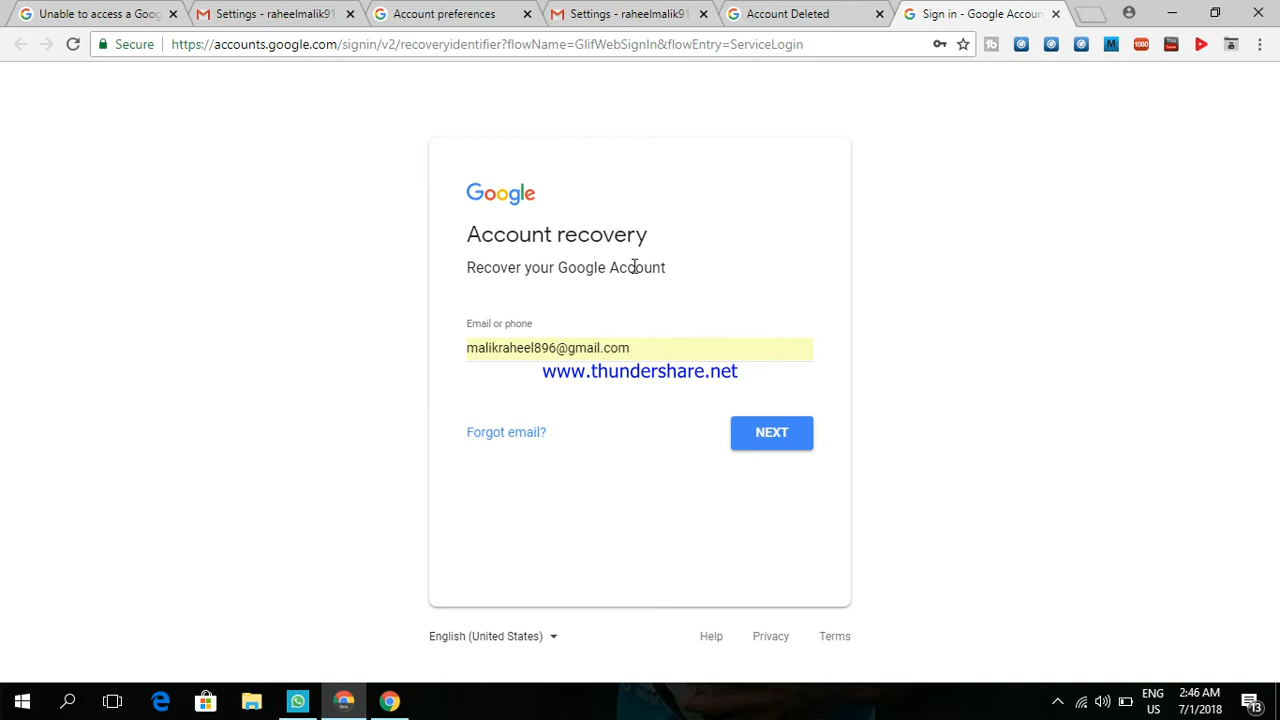 Unable to access a Goog
Settings - raheelmalik91
Account preferences
Settings - raheelmalik91
Account Deleted
Sign in - Google Accoun
Secure
https://accounts.google.com/signin/v2/recoveryidentifier?flowName=GlifWebSignIn&flowEntry=ServiceLogin
Google
Account recovery
Recover your Google Account
Email or phone
malikraheel896@gmail.com
www.thundershare.net
Forgot email?
NEXT
English (United States)
Help
Privacy
Terms
ENG
US
2:46 AM
7/1/2018
13